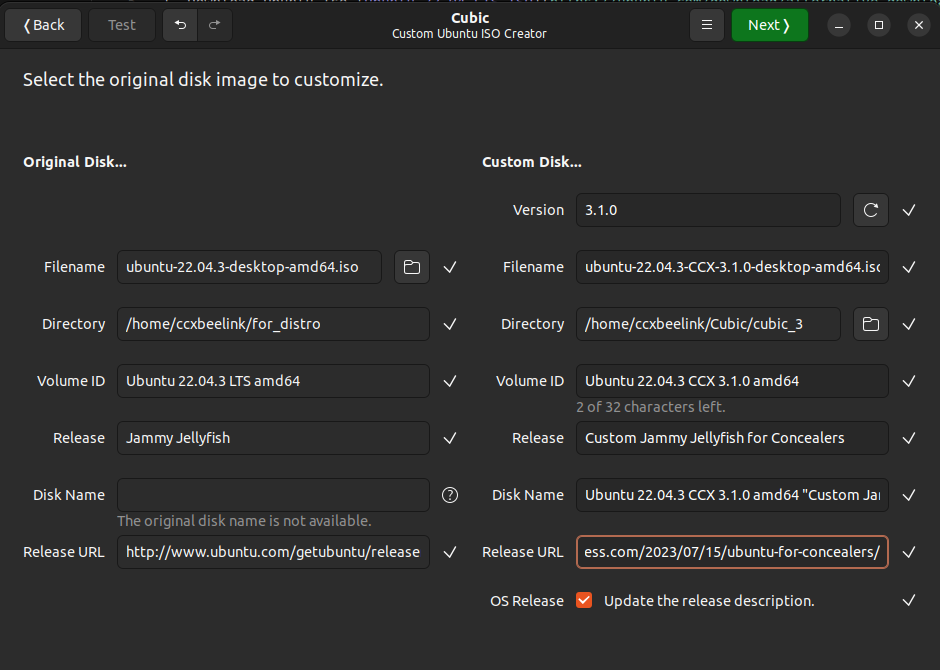 Back
Test
Cubic
Custom Ubuntu ISO Creator
Next
Select the original disk image to customize.
Original Disk...
Custom Disk...
Version 3.1.0
Filename ubuntu-22.04.3-desktop-amd64.iso
Filename ubuntu-22.04.3-CCX-3.1.0-desktop-amd64.iso
Directory /home/ccxbeelink/for_distro
Directory /home/ccxbeelink/Cubic/cubic_3
Volume ID Ubuntu 22.04.3 LTS amd64
Volume ID Ubuntu 22.04.3 CCX 3.1.0 amd64
2 of 32 characters left.
Release Jammy Jellyfish
Release Custom Jammy Jellyfish for Concealers
Disk Name
The original disk name is not available.
Disk Name Ubuntu 22.04.3 CCX 3.1.0 amd64 "Custom Ja
Release URL http://www.ubuntu.com/getubuntu/release
Release URL ess.com/2023/07/15/ubuntu-for-concealers/
OS Release Update the release description.